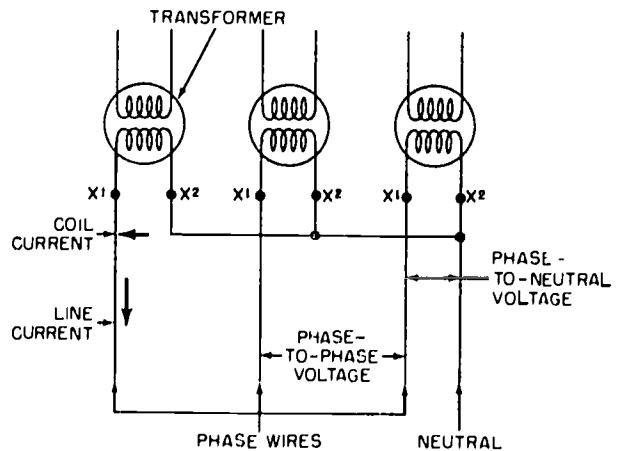 TRANSFORMER
X1
X2
X1
X2
X1
X2
COIL
CURRENT
PHASE-
TO-NEUTRAL
VOLTAGE
LINE
CURRENT
PHASE-
TO-PHASE
VOLTAGE
PHASE WIRES
NEUTRAL